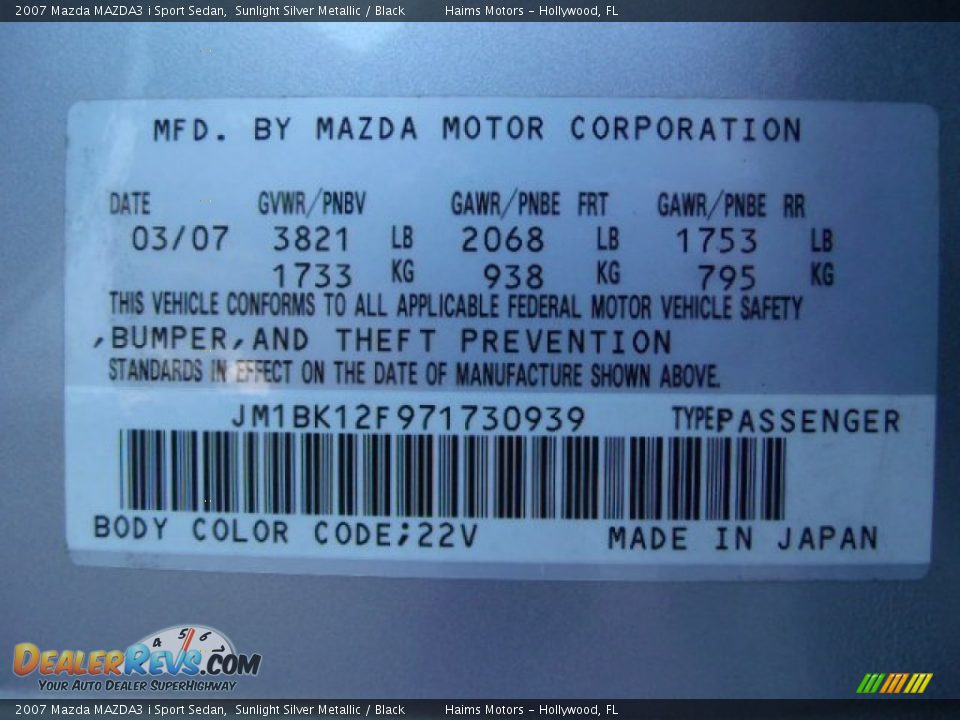 2007 Mazda MAZDA3 i Sport Sedan, Sunlight Silver Metallic / Black Haims Motors - Hollywood, FL
MFD. BY MAZDA MOTOR CORPORATION
DATE GVWR/PNBV GAWR/PNBE FRT GAWR/PNBE RR
03/07 3821 LB 2068 LB 1753 LB
1733 KG 938 KG 795 KG
THIS VEHICLE CONFORMS TO ALL APPLICABLE FEDERAL MOTOR VEHICLE SAFETY
,BUMPER,AND THEFT PREVENTION
STANDARDS IN EFFECT ON THE DATE OF MANUFACTURE SHOWN ABOVE.
JM1BK12F971730939 TYPE:PASSENGER
BODY COLOR CODE;22V MADE IN JAPAN
4 5 6 7
DEALERREVS.COM
YOUR AUTO DEALER SUPERHIGHWAY
2007 Mazda MAZDA3 i Sport Sedan, Sunlight Silver Metallic / Black Haims Motors - Hollywood, FL